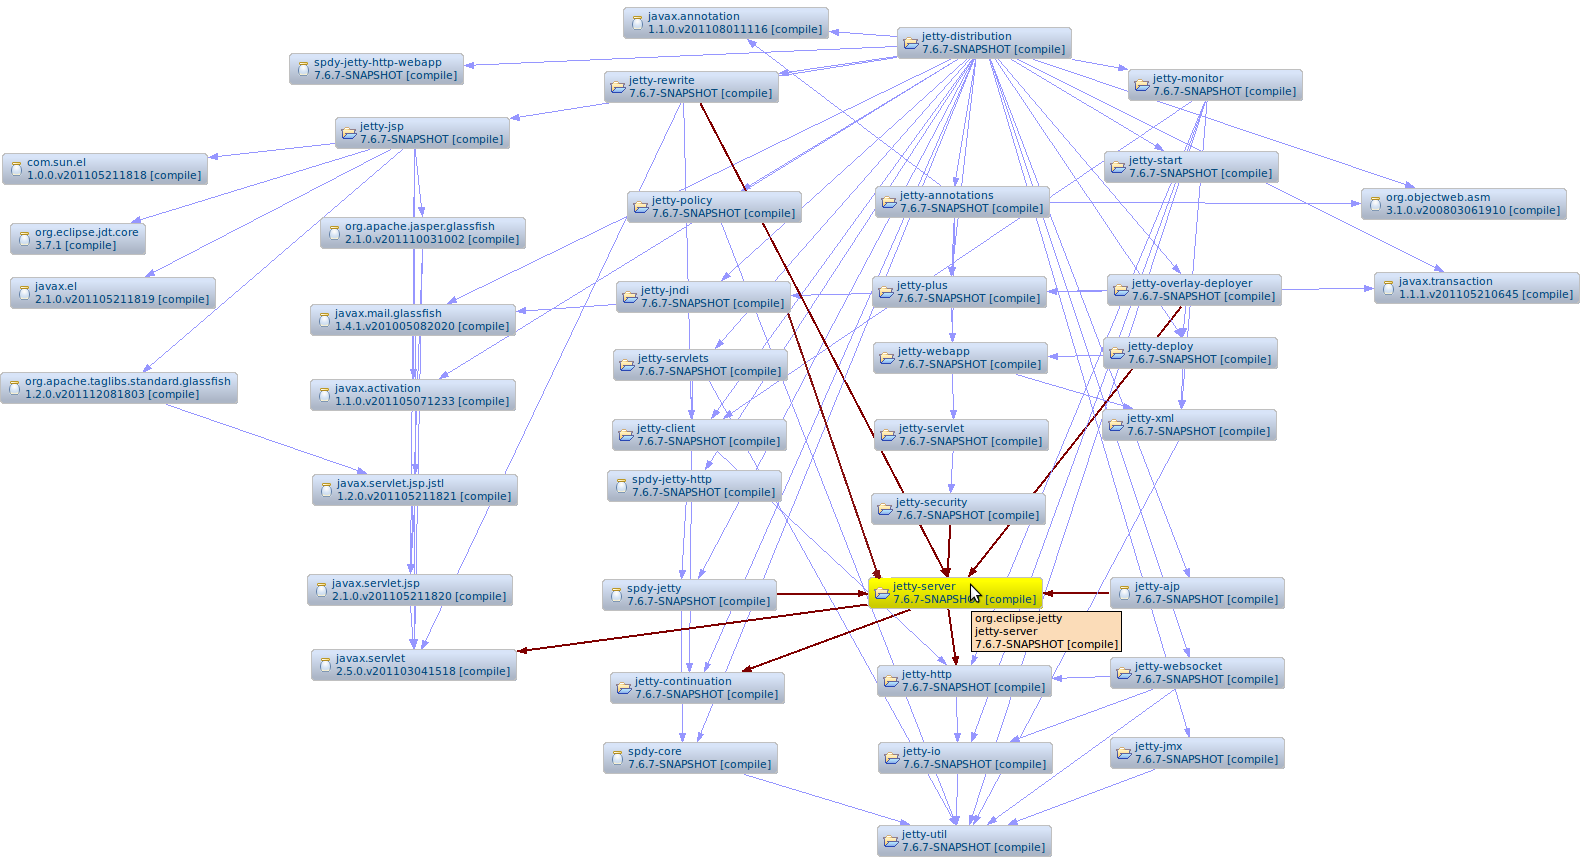 javax.annotation
1.1.0.v201108011116 [compile]
jetty-distribution
7.6.7-SNAPSHOT [compile]
spdy-jetty-http-webapp
7.6.7-SNAPSHOT [compile]
jetty-rewrite
7.6.7-SNAPSHOT [compile]
jetty-monitor
7.6.7-SNAPSHOT [compile]
jetty-jsp
7.6.7-SNAPSHOT [compile]
com.sun.el
1.0.0.v201105211818 [compile]
jetty-start
7.6.7-SNAPSHOT [compile]
jetty-policy
7.6.7-SNAPSHOT [compile]
jetty-annotations
7.6.7-SNAPSHOT [compile]
org.objectweb.asm
3.1.0.v200803061910 [compile]
org.eclipse.jdt.core
3.7.1 [compile]
org.apache.jasper.glassfish
2.1.0.v201110031002 [compile]
javax.el
2.1.0.v201105211819 [compile]
jetty-jndi
7.6.7-SNAPSHOT [compile]
jetty-plus
7.6.7-SNAPSHOT [compile]
jetty-overlay-deployer
7.6.7-SNAPSHOT [compile]
javax.transaction
1.1.1.v201105210645 [compile]
javax.mail.glassfish
1.4.1.v201005082020 [compile]
jetty-servlets
7.6.7-SNAPSHOT [compile]
jetty-webapp
7.6.7-SNAPSHOT [compile]
jetty-deploy
7.6.7-SNAPSHOT [compile]
org.apache.taglibs.standard.glassfish
1.2.0.v201112081803 [compile]
javax.activation
1.1.0.v201105071233 [compile]
jetty-client
7.6.7-SNAPSHOT [compile]
jetty-servlet
7.6.7-SNAPSHOT [compile]
jetty-xml
7.6.7-SNAPSHOT [compile]
javax.servlet.jsp.jstl
1.2.0.v201105211821 [compile]
spdy-jetty-http
7.6.7-SNAPSHOT [compile]
jetty-security
7.6.7-SNAPSHOT [compile]
javax.servlet.jsp
2.1.0.v201105211820 [compile]
spdy-jetty
7.6.7-SNAPSHOT [compile]
jetty-server
7.6.7-SNAPSHOT [compile]
jetty-ajp
7.6.7-SNAPSHOT [compile]
org.eclipse.jetty
jetty-server
7.6.7-SNAPSHOT [compile]
javax.servlet
2.5.0.v201103041518 [compile]
jetty-continuation
7.6.7-SNAPSHOT [compile]
jetty-http
7.6.7-SNAPSHOT [compile]
jetty-websocket
7.6.7-SNAPSHOT [compile]
spdy-core
7.6.7-SNAPSHOT [compile]
jetty-io
7.6.7-SNAPSHOT [compile]
jetty-jmx
7.6.7-SNAPSHOT [compile]
jetty-util
7.6.7-SNAPSHOT [compile]